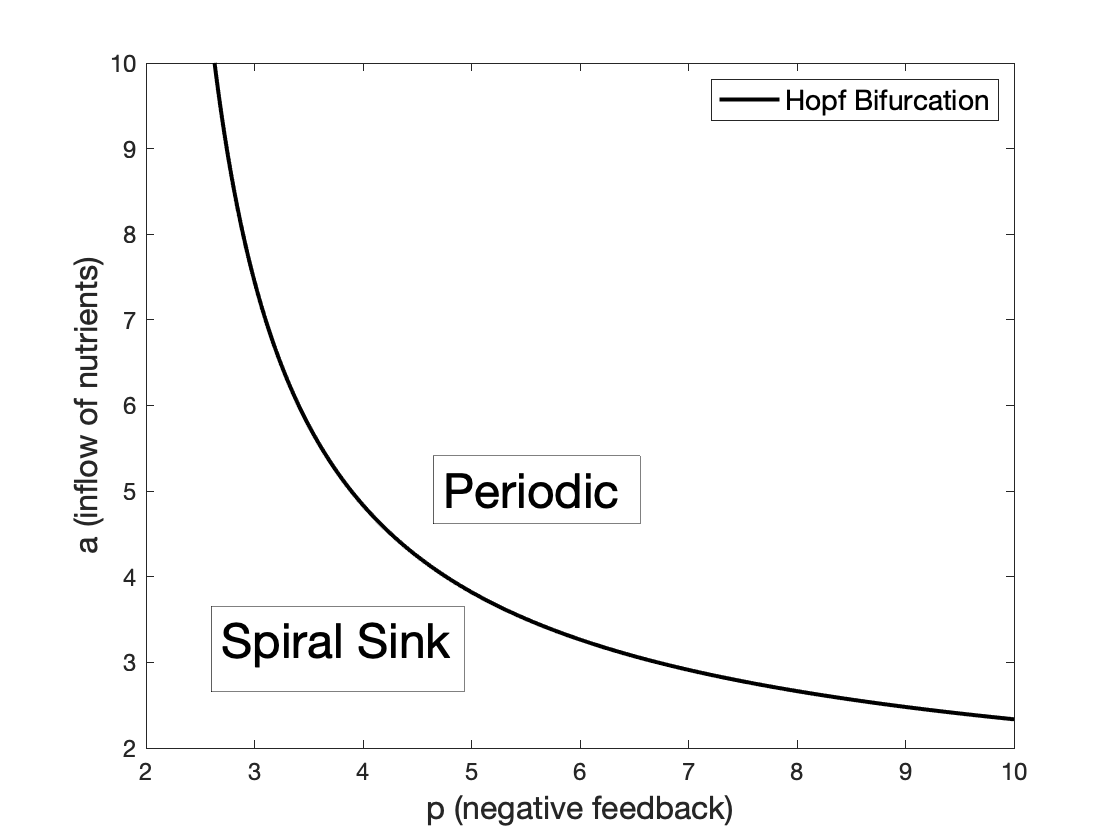 10
Hopf Bifurcation
9
8
7
6
5
4
3
2
a (inflow of nutrients)
Periodic
Spiral Sink
2 3 4 5 6 7 8 9 10
p (negative feedback)